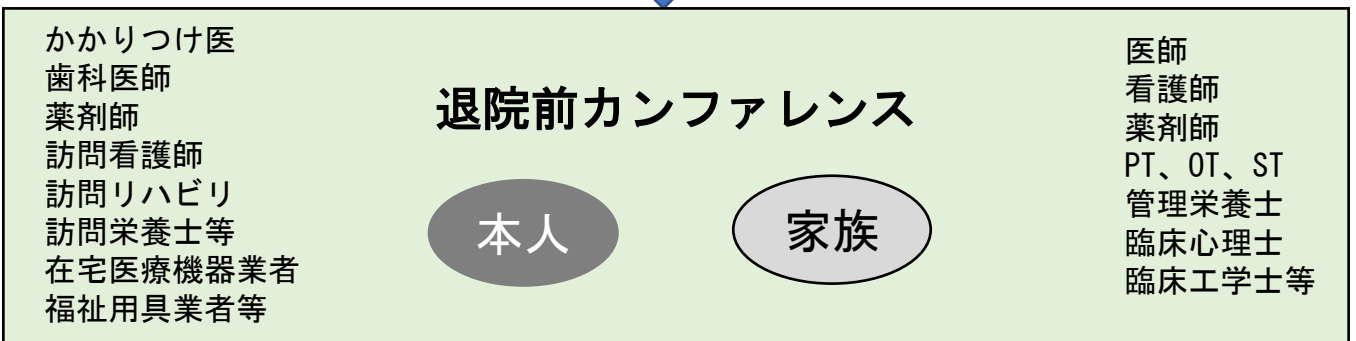 かかりつけ医
歯科医師
薬剤師
訪問看護師
訪問リハビリ
訪問栄養士等
在宅医療機器業者
福祉用具業者等
退院前カンファレンス
本人
家族
医師
看護師
薬剤師
PT、OT、ST
管理栄養士
臨床心理士
臨床工学士等